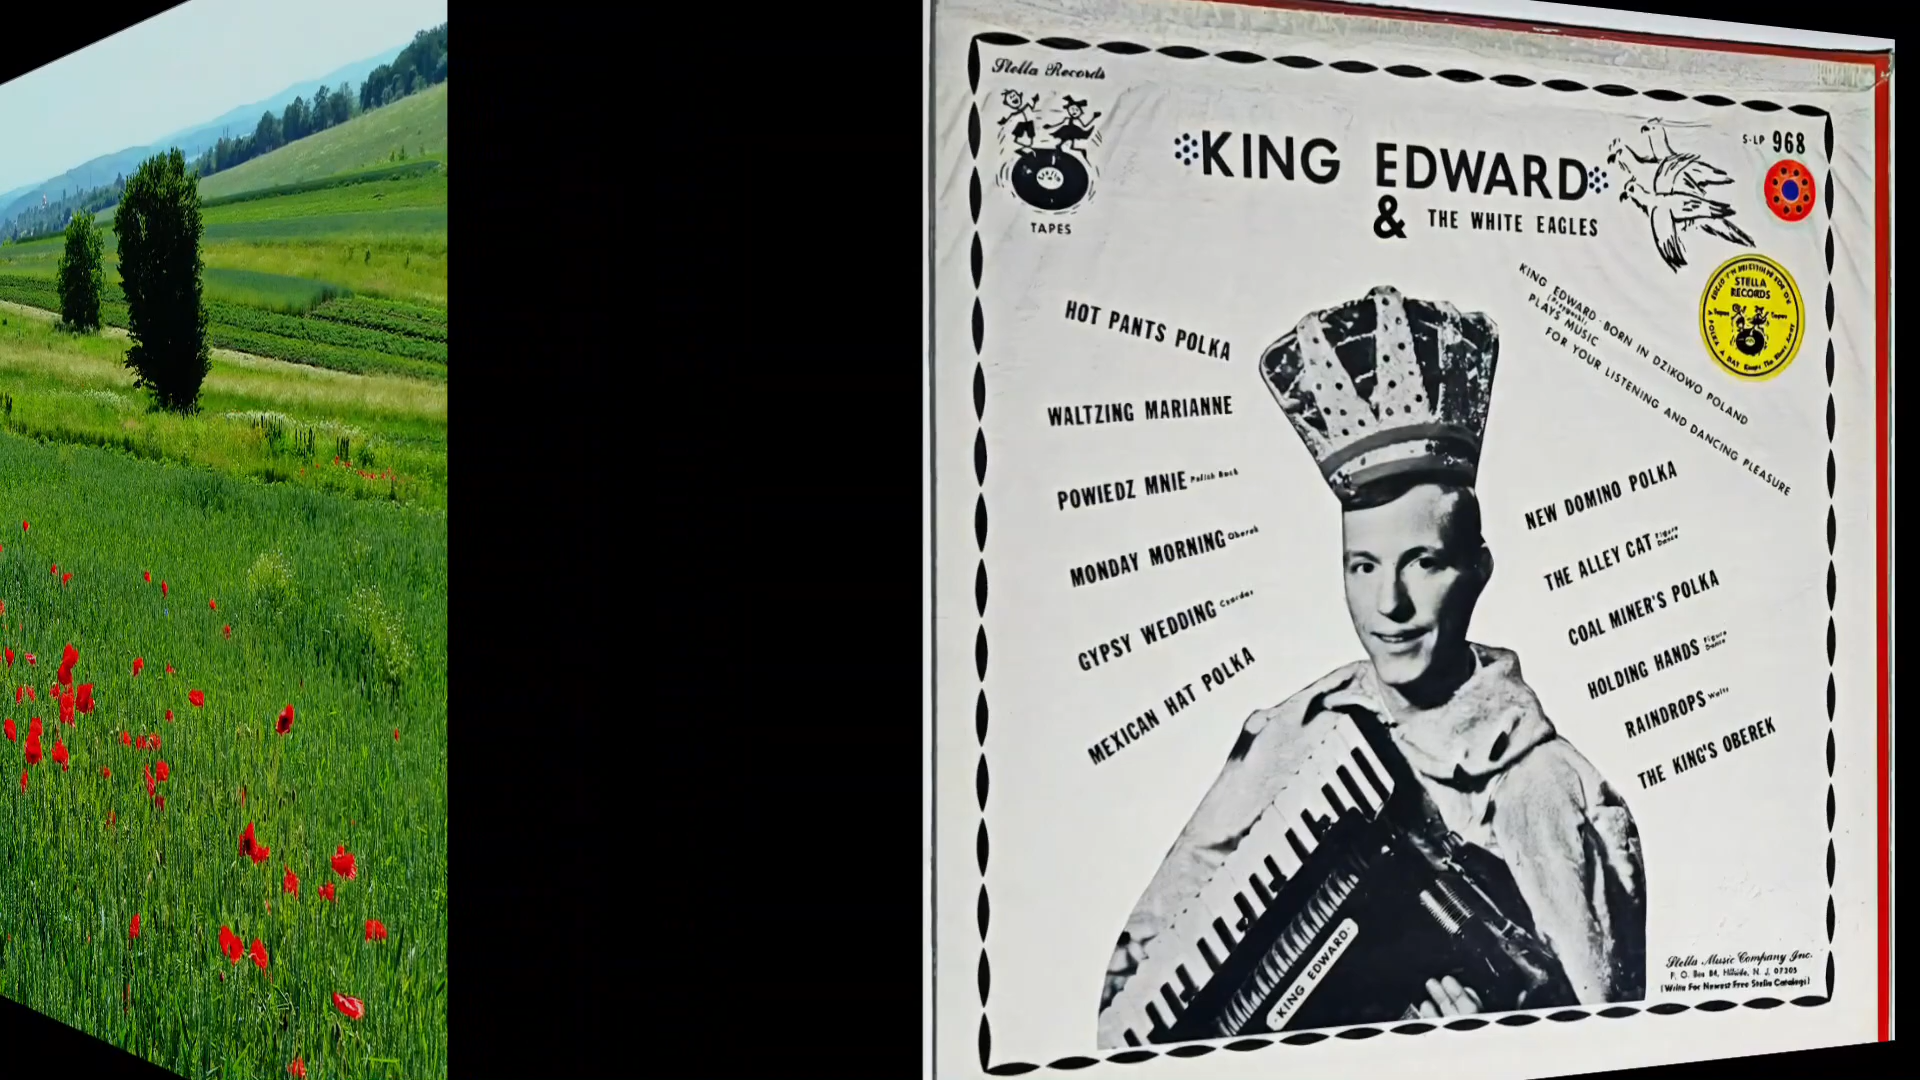 Stella Records
TAPES
KING EDWARD
& THE WHITE EAGLES
S-LP 968
STELLA
RECORDS
KING EDWARD - BORN IN DZIKOWO POLAND
PLAYS MUSIC
FOR YOUR LISTENING AND DANCING PLEASURE
HOT PANTS POLKA
WALTZING MARIANNE
POWIEDZ MNIE Polish Rock
MONDAY MORNING Oberek
GYPSY WEDDING Czardas
MEXICAN HAT POLKA
NEW DOMINO POLKA
THE ALLEY CAT Figure Dance
COAL MINER'S POLKA
HOLDING HANDS Figure Dance
RAINDROPS Waltz
THE KING'S OBEREK
KING EDWARD
Stella Music Company Inc.
P. O. Box 84, Hillside, N. J. 07205
(Write For Newest Free Stella Catalogs)